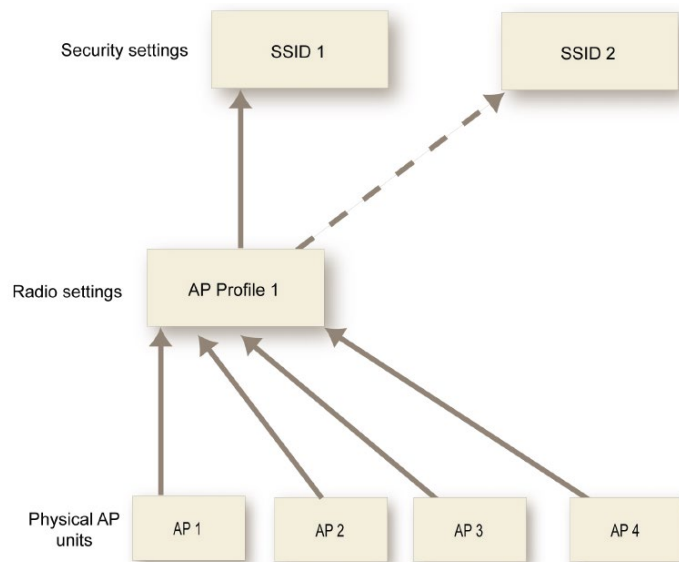 Security settings
SSID 1
SSID 2
Radio settings
AP Profile 1
Physical AP
units
AP 1
AP 2
AP 3
AP 4